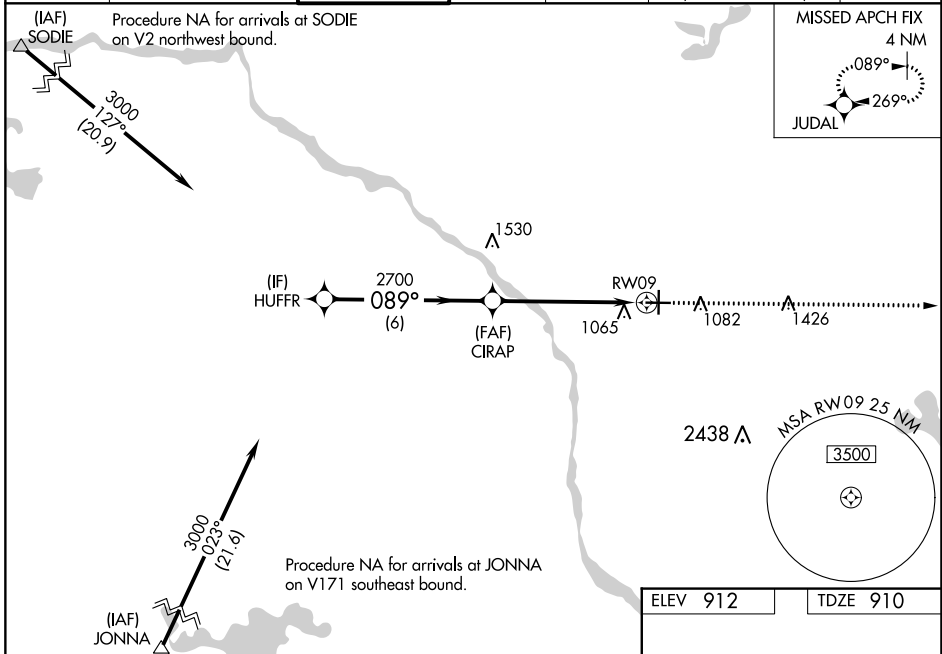 (IAF)
SODIE
Procedure NA for arrivals at SODIE
on V2 northwest bound.
MISSED APCH FIX
4 NM
089°
269°
JUDAL
3000
127°
(20.9)
1530
(IF)
HUFFR
2700
089°
(6)
(FAF)
CIRAP
RW09
1065
1082
1426
2438
MSA RW09 25 NM
3500
3000
023°
(21.6)
Procedure NA for arrivals at JONNA
on V171 southeast bound.
(IAF)
JONNA
ELEV 912
TDZE 910